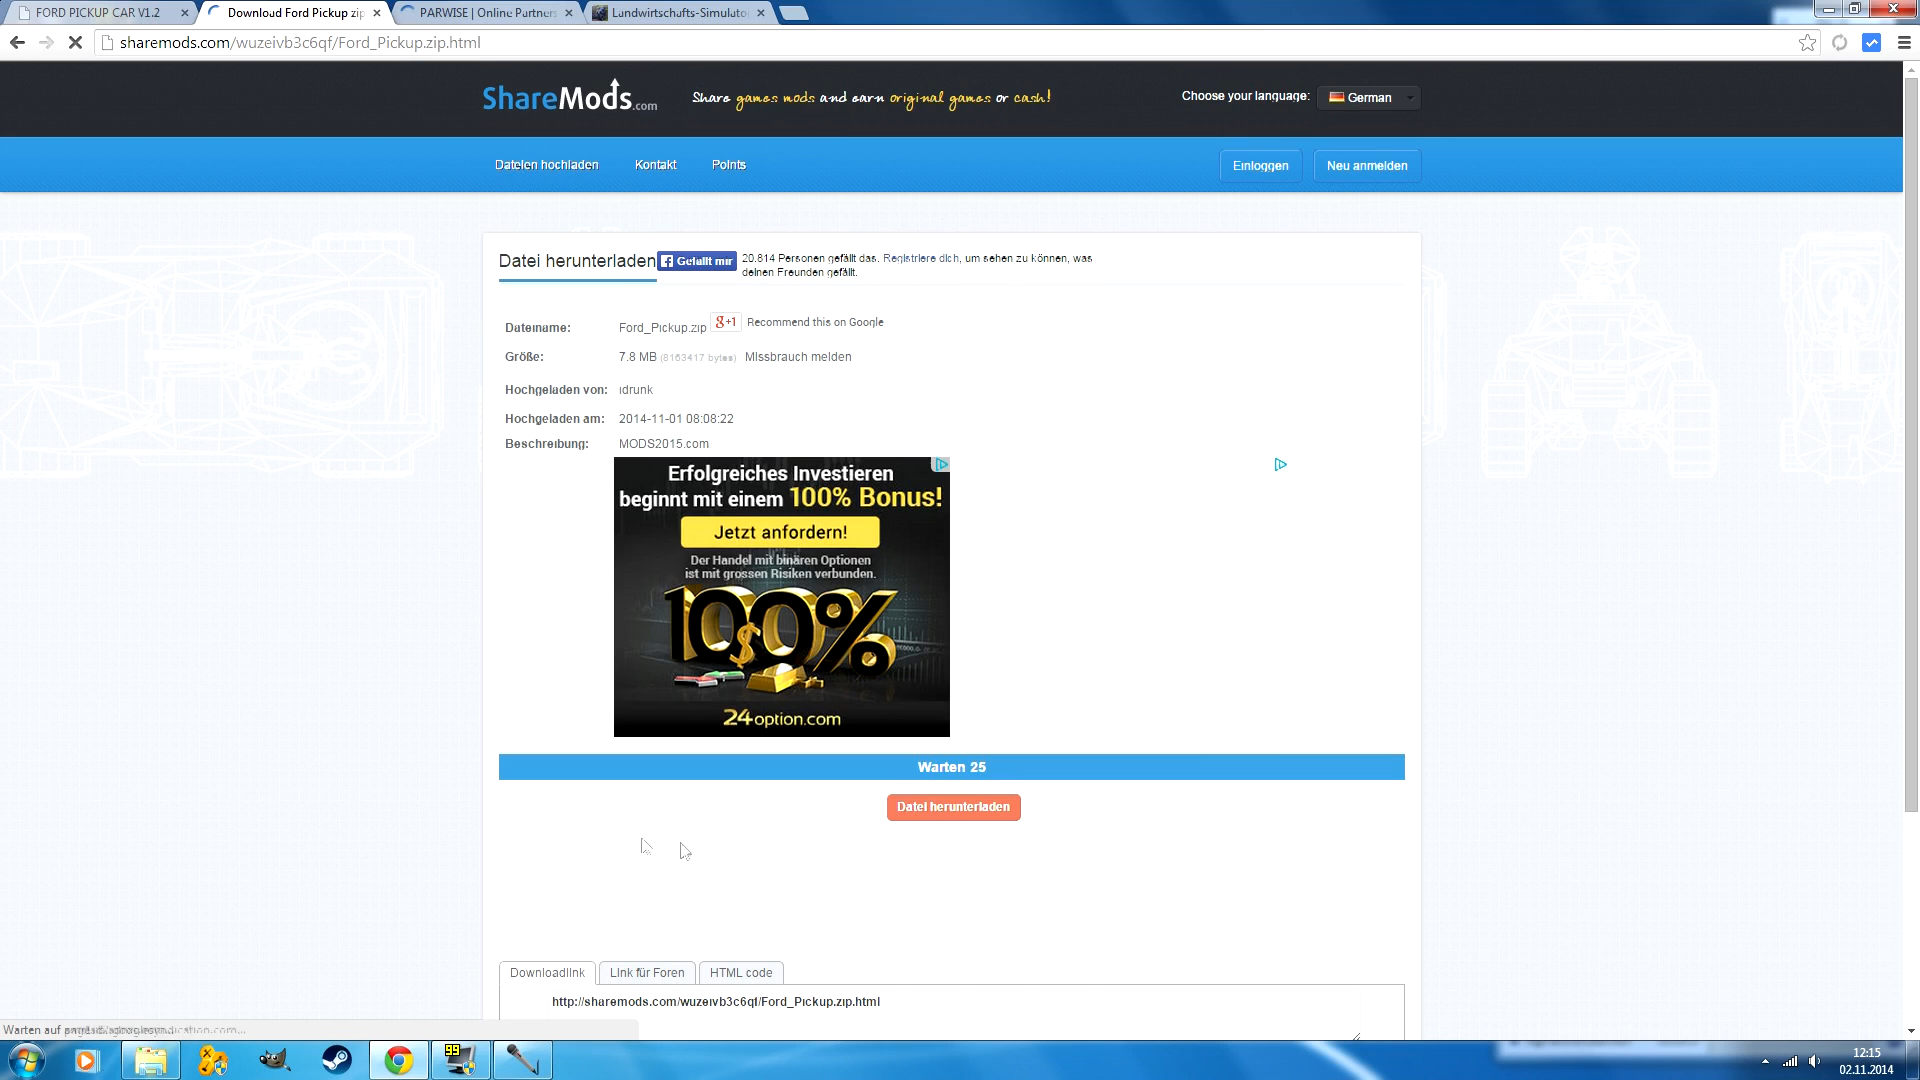 FORD PICKUP CAR V1.2
Download Ford Pickup zip
PARWISE | Online Partners
Landwirtschafts-Simulator
sharemods.com/wuzeivb3c6qf/Ford_Pickup.zip.html
ShareMods.com
Share games mods and earn original games or cash!
Choose your language:
German
Dateien hochladen
Kontakt
Points
Einloggen
Neu anmelden
Datei herunterladen
Gefällt mir
20.814 Personen gefällt das. Registriere dich, um sehen zu können, was
deinen Freunden gefällt.
Dateiname:
Ford_Pickup.zip
g+1
Recommend this on Google
Größe:
7.8 MB (8163417 bytes)
Missbrauch melden
Hochgeladen von:
idrunk
Hochgeladen am:
2014-11-01 08:08:22
Beschreibung:
MODS2015.com
Erfolgreiches Investieren
beginnt mit einem 100% Bonus!
Jetzt anfordern!
Der Handel mit binären Optionen
ist mit grossen Risiken verbunden.
100%
24option.com
Warten 25
Datei herunterladen
Downloadlink
Link für Foren
HTML code
http://sharemods.com/wuzeivb3c6qf/Ford_Pickup.zip.html
Warten auf
99
12:15
02.11.2014